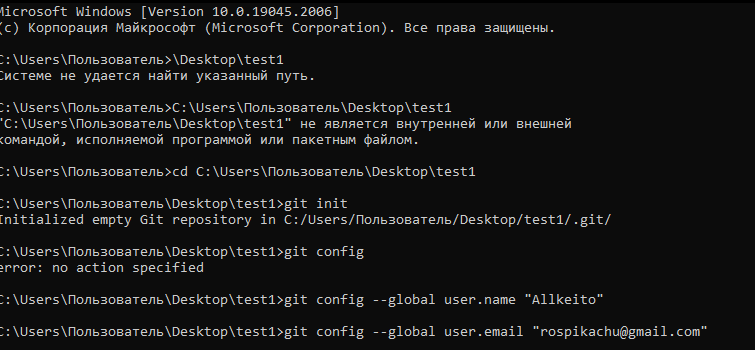 Microsoft Windows [Version 10.0.19045.2006]
(c) Корпорация Майкрософт (Microsoft Corporation). Все права защищены.
C:\Users\Пользователь>\Desktop\test1
Системе не удается найти указанный путь.
C:\Users\Пользователь>C:\Users\Пользователь\Desktop\test1
"C:\Users\Пользователь\Desktop\test1" не является внутренней или внешней
командой, исполняемой программой или пакетным файлом.
C:\Users\Пользователь>cd C:\Users\Пользователь\Desktop\test1
C:\Users\Пользователь\Desktop\test1>git init
Initialized empty Git repository in C:/Users/Пользователь/Desktop/test1/.git/
C:\Users\Пользователь\Desktop\test1>git config
error: no action specified
C:\Users\Пользователь\Desktop\test1>git config --global user.name "Allkeito"
C:\Users\Пользователь\Desktop\test1>git config --global user.email "rospikachu@gmail.com"